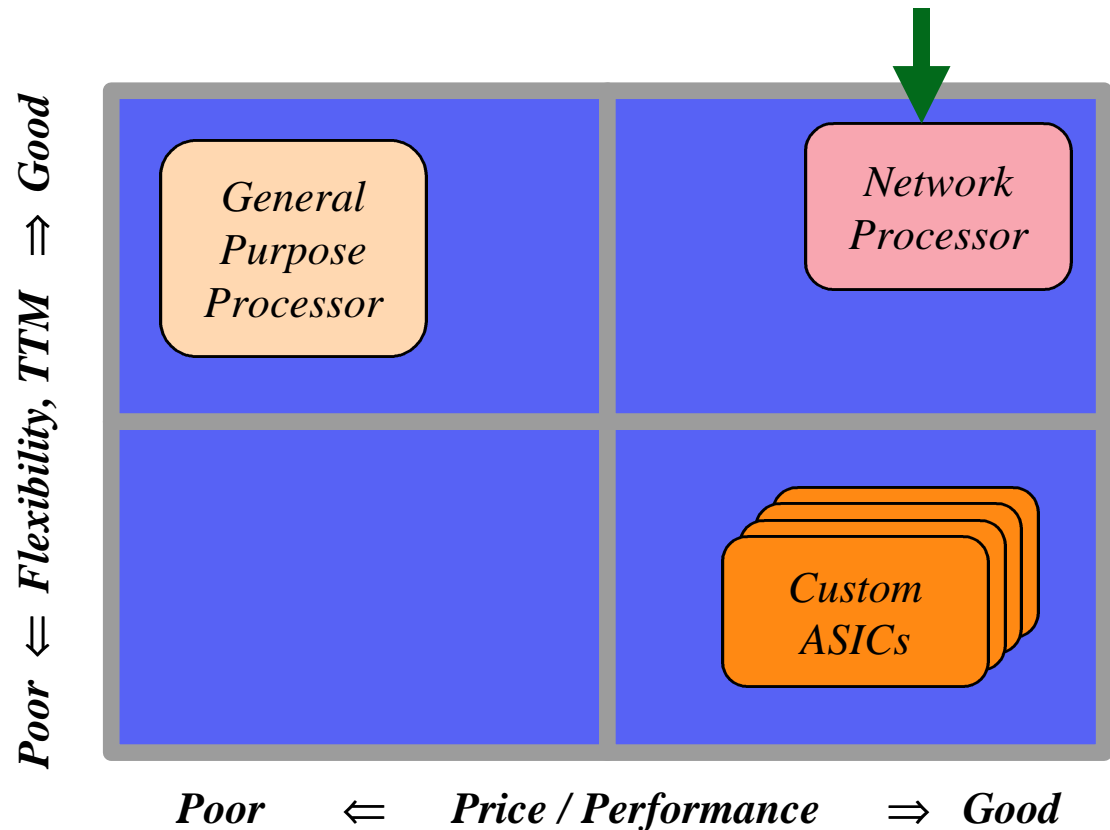 General
Purpose
Processor
Network
Processor
Custom
ASICs
Poor ⇐ Flexibility, TTM ⇒ Good
Poor ⇐ Price / Performance ⇒ Good